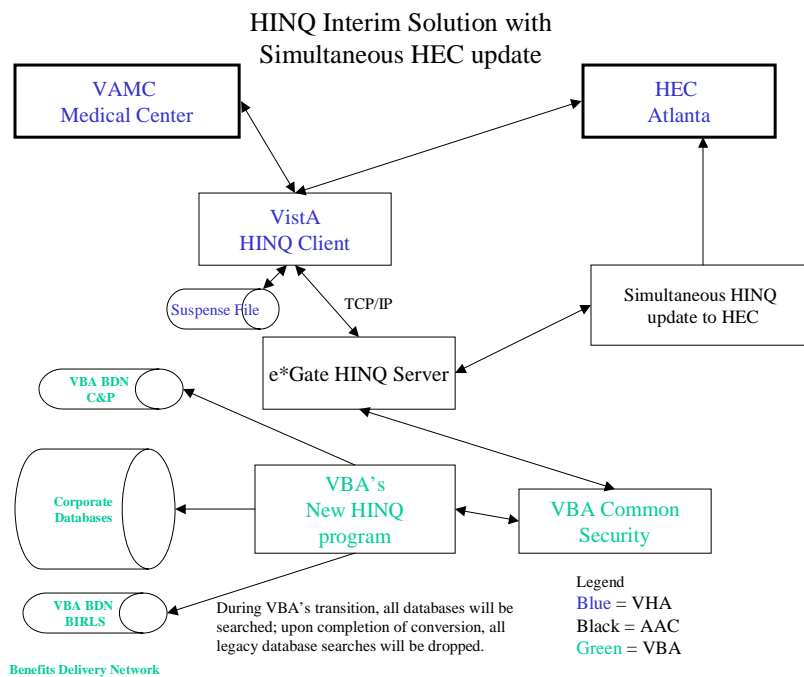 HINQ Interim Solution with
Simultaneous HEC update
VAMC
Medical Center
HEC
Atlanta
VistA
HINQ Client
Suspense File
TCP/IP
Simultaneous HINQ
update to HEC
e*Gate HINQ Server
VBA BDN
C&P
Corporate
Databases
VBA's
New HINQ
program
VBA Common
Security
VBA BDN
BIRLS
During VBA's transition, all databases will be
searched; upon completion of conversion, all
legacy database searches will be dropped.
Legend
Blue = VHA
Black = AAC
Green = VBA
Benefits Delivery Network